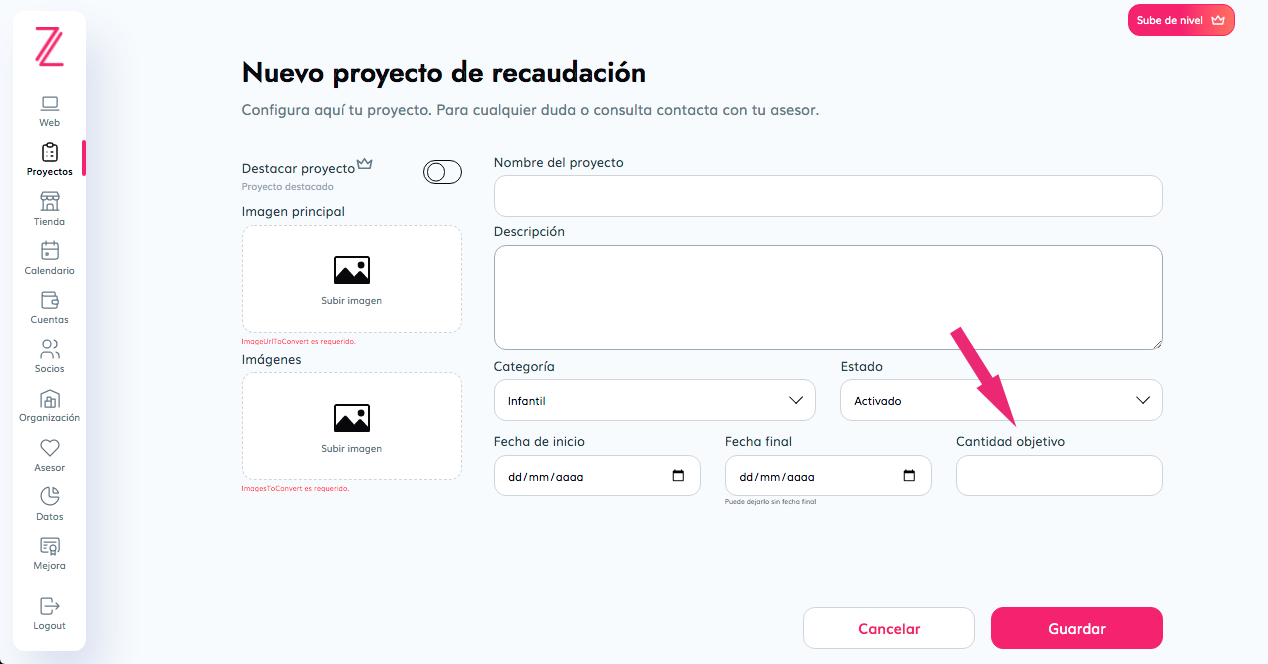 Sube de nivel
Nuevo proyecto de recaudación
Configura aquí tu proyecto. Para cualquier duda o consulta contacta con tu asesor.
Web
Proyectos
Tienda
Calendario
Cuentas
Socios
Organización
Asesor
Datos
Mejora
Logout
Destacar proyecto
Proyecto destacado
Imagen principal
Subir imagen
ImageUrlToConvert es requerido.
Imágenes
Subir imagen
ImagesToConvert es requerido.
Nombre del proyecto
Descripción
Categoría
Estado
Infantil
Activado
Fecha de inicio
Fecha final
Cantidad objetivo
dd/mm/aaaa
dd/mm/aaaa
Puede dejarlo sin fecha final
Cancelar
Guardar